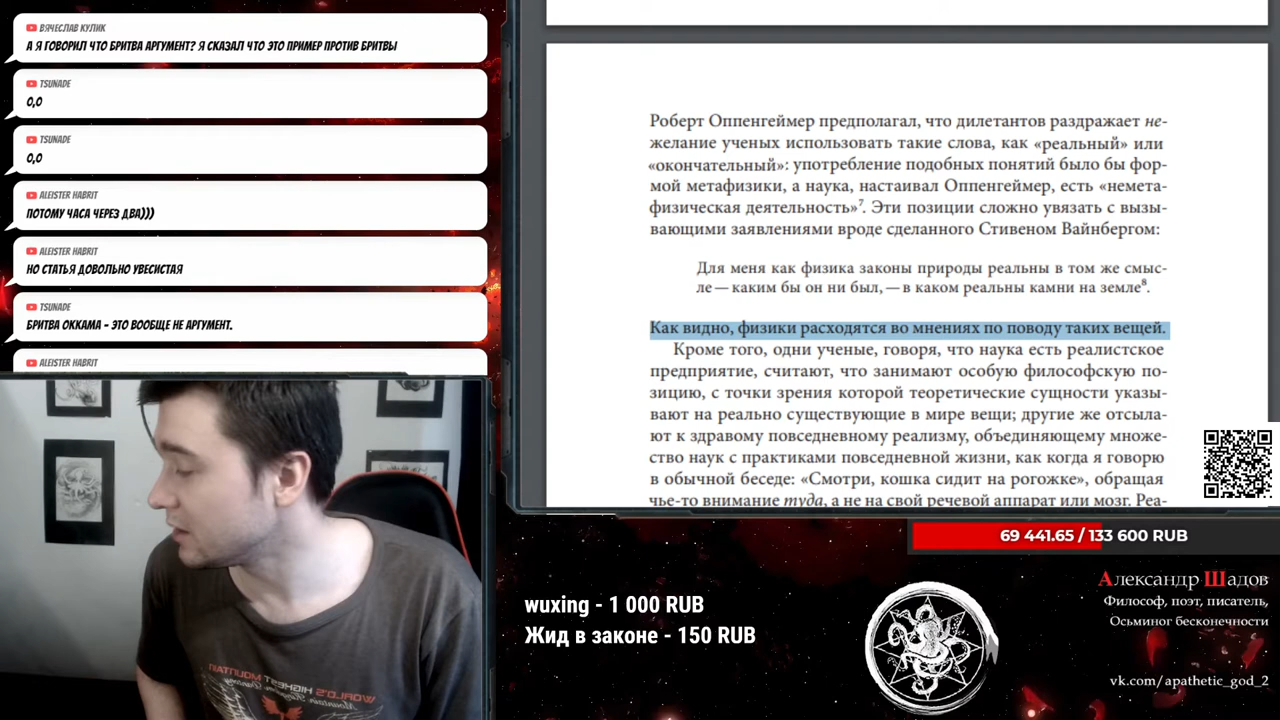 ВЯЧЕСЛАВ КУЛИК
А Я ГОВОРИЛ ЧТО БРИТВА АРГУМЕНТ? Я СКАЗАЛ ЧТО ЭТО ПРИМЕР ПРОТИВ БРИТВЫ
TSUNADE
0,0
TSUNADE
0,0
ALEISTER HABRIT
ПОТОМУ ЧАСА ЧЕРЕЗ ДВА)))
ALEISTER HABRIT
НО СТАТЬЯ ДОВОЛЬНО УВЕСИСТАЯ
TSUNADE
БРИТВА ОККАМА - ЭТО ВООБЩЕ НЕ АРГУМЕНТ.
ALEISTER HABRIT
Роберт Оппенгеймер предполагал, что дилетантов раздражает не-
желание ученых использовать такие слова, как «реальный» или
«окончательный»: употребление подобных понятий было бы фор-
мой метафизики, а наука, настаивал Оппенгеймер, есть «немета-
физическая деятельность»⁷. Эти позиции сложно увязать с вызы-
вающими заявлениями вроде сделанного Стивеном Вайнбергом:
Для меня как физика законы природы реальны в том же смыс-
ле — каким бы он ни был, — в каком реальны камни на земле⁸.
Как видно, физики расходятся во мнениях по поводу таких вещей.
Кроме того, одни ученые, говоря, что наука есть реалистское
предприятие, считают, что занимают особую философскую по-
зицию, с точки зрения которой теоретические сущности указы-
вают на реально существующие в мире вещи; другие же отсыла-
ют к здравому повседневному реализму, объединяющему множе-
ство наук с практиками повседневной жизни, как когда я говорю
в обычной беседе: «Смотри, кошка сидит на рогожке», обращая
чье-то внимание туда, а не на свой речевой аппарат или мозг. Реа-
69 441.65 / 133 600 RUB
wuxing - 1 000 RUB
Жид в законе - 150 RUB
Александр Шадов
Философ, поэт, писатель,
Осьминог бесконечности
vk.com/apathetic_god_2